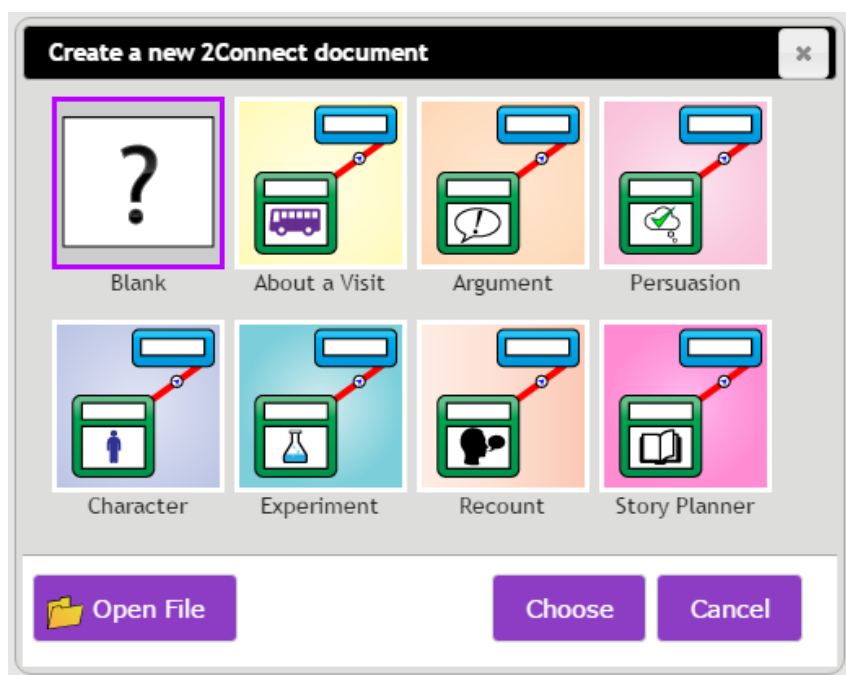 Create a new 2Connect document
?
Blank About a Visit Argument Persuasion
Character Experiment Recount Story Planner
Open File Choose Cancel